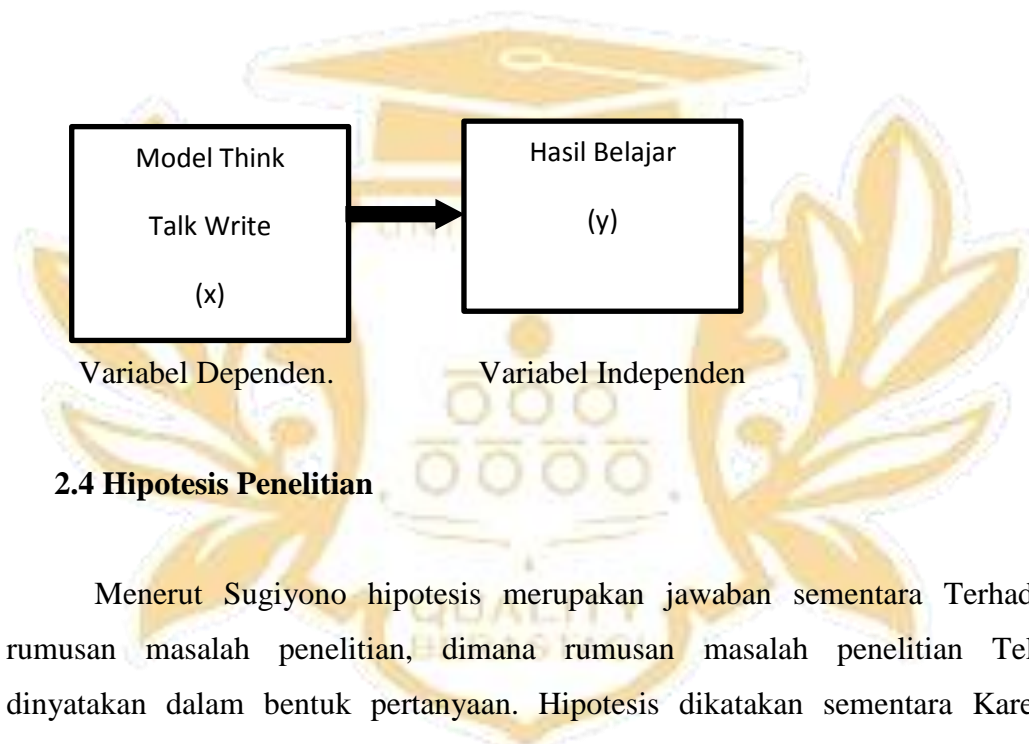 Model Think
Talk Write
(x)
Hasil Belajar
(y)
Variabel Dependen.
Variabel Independen
2.4 Hipotesis Penelitian
Menerut Sugiyono hipotesis merupakan jawaban sementara Terhad
rumusan masalah penelitian, dimana rumusan masalah penelitian Tel
dinyatakan dalam bentuk pertanyaan. Hipotesis dikatakan sementara Kare
QUALITY